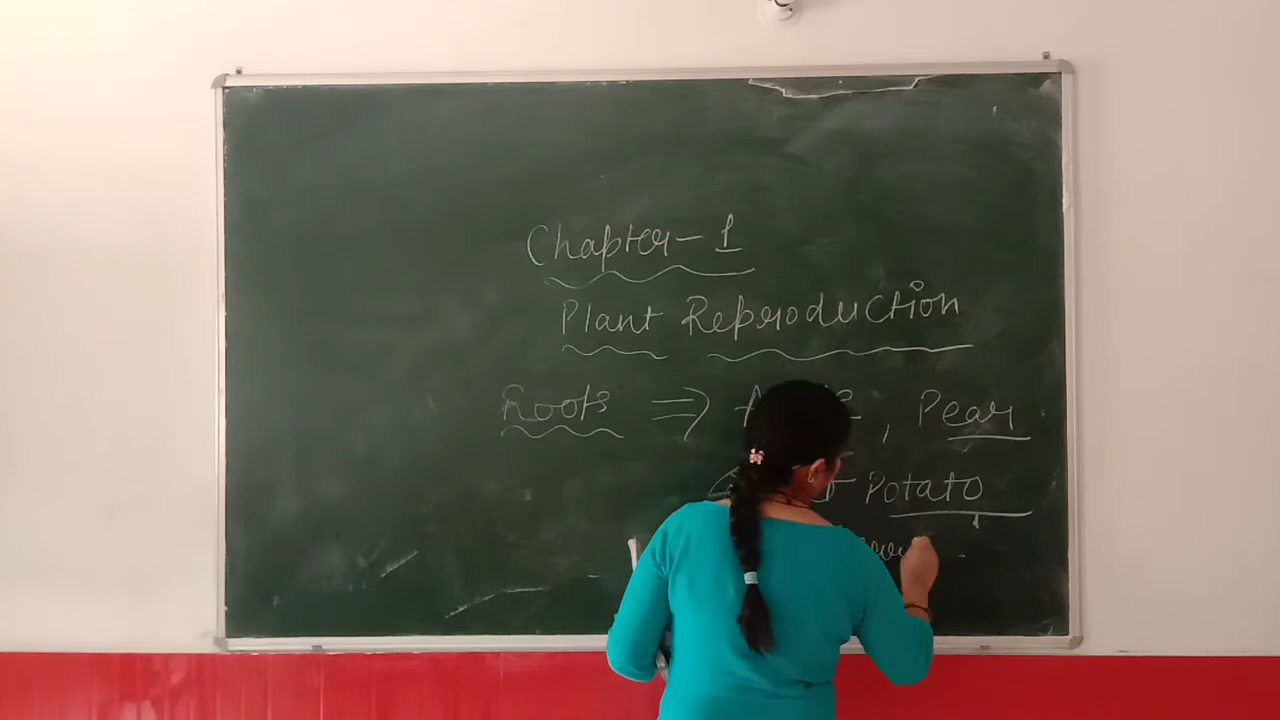 Chapter-1
Plant Reproduction
Roots ⇒ , Pear
Potato